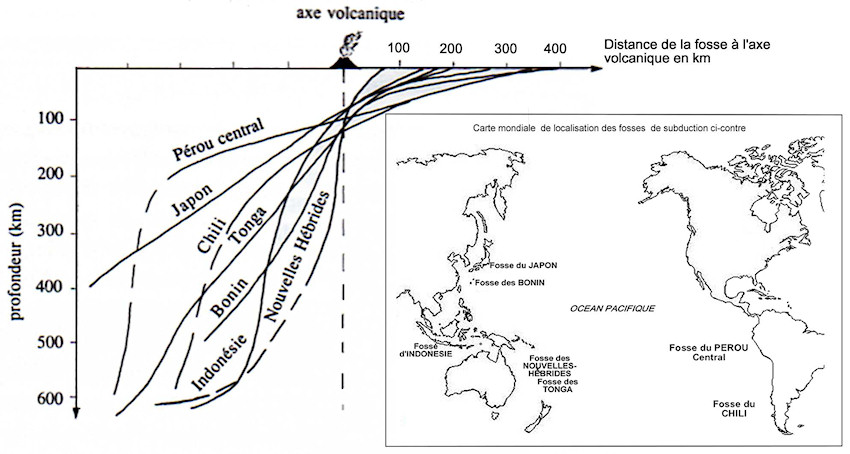 axe volcanique
100 200 300 400
Distance de la fosse à l'axe
volcanique en km
profondeur (km)
100
200
300
400
500
600
Pérou central
Japon
Chili
Tonga
Bonin
Nouvelles Hébrides
Indonésie
Carte mondiale de localisation des fosses de subduction ci-contre
Fosse du JAPON
Fosse des BONIN
OCEAN PACIFIQUE
Fosse
d'INDONESIE
Fosse des
NOUVELLES-
HÉBRIDES
Fosse des
TONGA
Fosse du PEROU
Central
Fosse du
CHILI